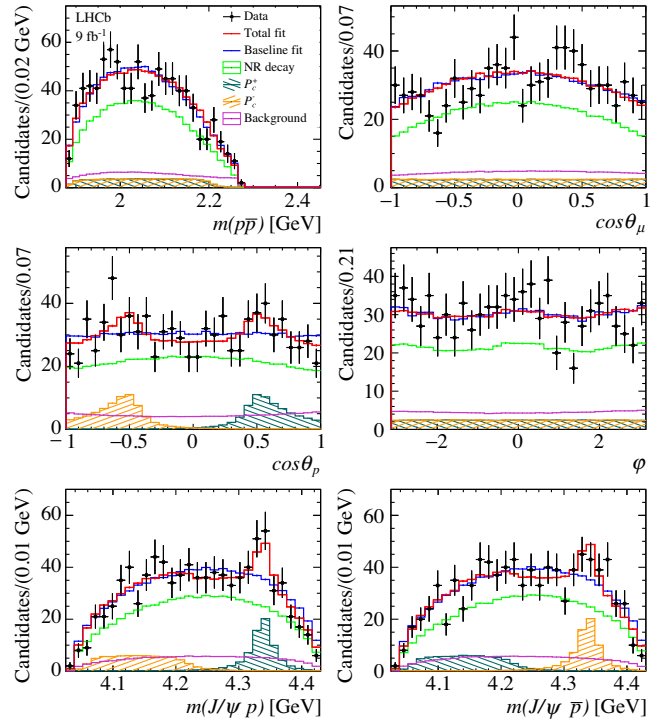 LHCb
9 fb⁻¹
Data
Total fit
Baseline fit
NR decay
P_c^+
P_c^-
Background
Candidates/(0.02 GeV)
60
40
20
0
2 2.2 2.4
m(pp̅) [GeV]
Candidates/0.07
40
20
0
−1 −0.5 0 0.5 1
cosθ_μ
Candidates/0.07
60
40
20
0
−1 −0.5 0 0.5 1
cosθ_p
Candidates/0.21
42
32
21
10
0
−2 0 2
φ
Candidates/(0.01 GeV)
60
40
20
0
4.1 4.2 4.3 4.4
m(J/ψ p) [GeV]
Candidates/(0.01 GeV)
60
40
20
0
4.1 4.2 4.3 4.4
m(J/ψ p̅) [GeV]